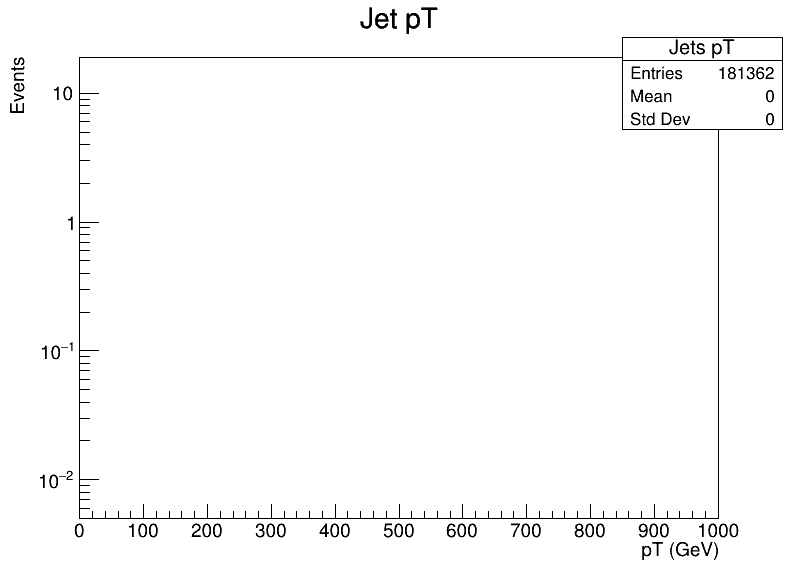 Jet pT
Jets pT
Entries 181362
Mean 0
Std Dev 0
Events
10
1
10⁻¹
10⁻²
0 100 200 300 400 500 600 700 800 900 1000
pT (GeV)